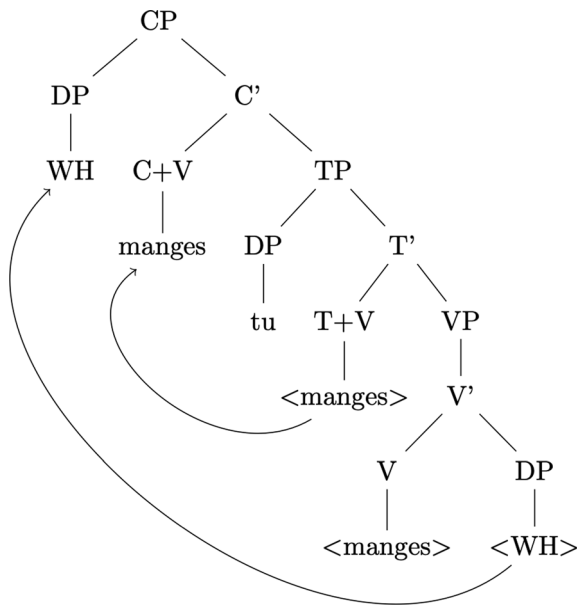 CP
DP C’
WH C+V TP
manges DP T’
tu T+V VP
<manges> V’
V DP
<manges> <WH>